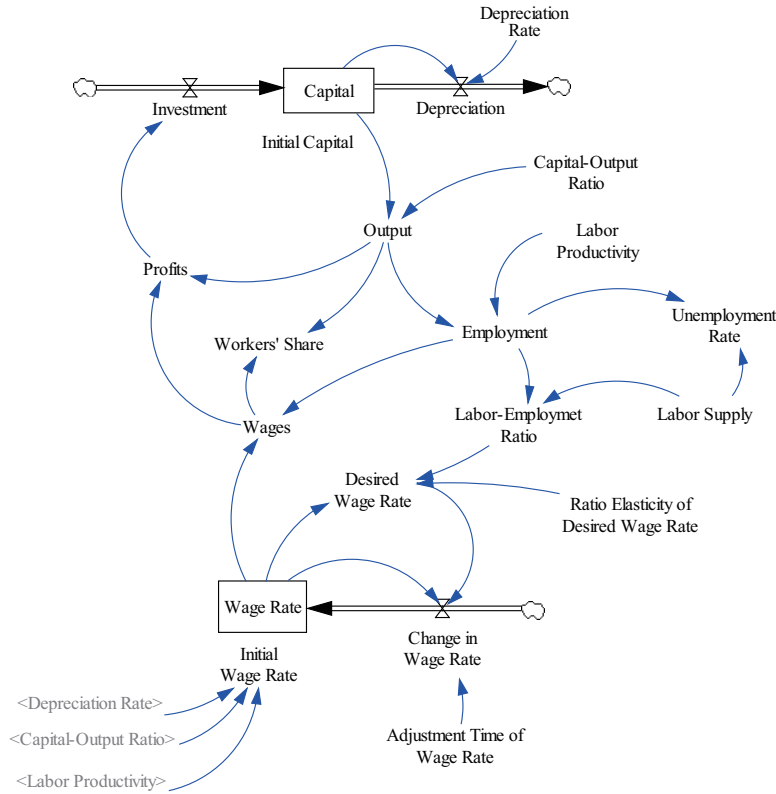 Depreciation
Rate
Capital
Investment
Depreciation
Initial Capital
Capital-Output
Ratio
Output
Labor
Productivity
Profits
Unemployment
Rate
Employment
Workers' Share
Labor-Employmet
Ratio
Labor Supply
Wages
Desired
Wage Rate
Ratio Elasticity of
Desired Wage Rate
Wage Rate
Change in
Wage Rate
Initial
Wage Rate
<Depreciation Rate>
<Capital-Output Ratio>
Adjustment Time of
Wage Rate
<Labor Productivity>